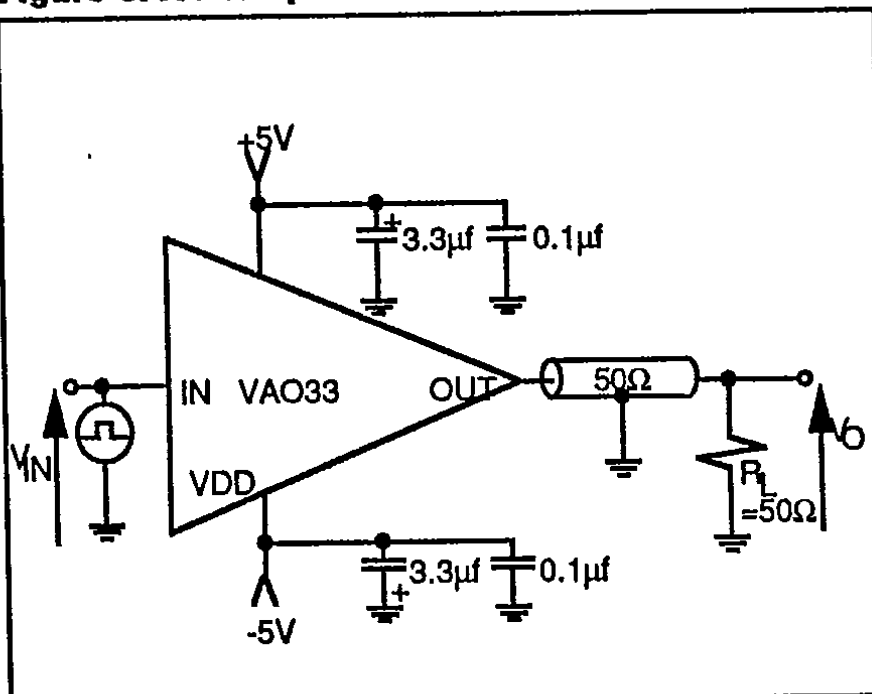 +5V
+
3.3µf
0.1µf
IN VAO33 OUT
50Ω
VIN
VO
VDD
RL
=50Ω
3.3µf
+
0.1µf
-5V